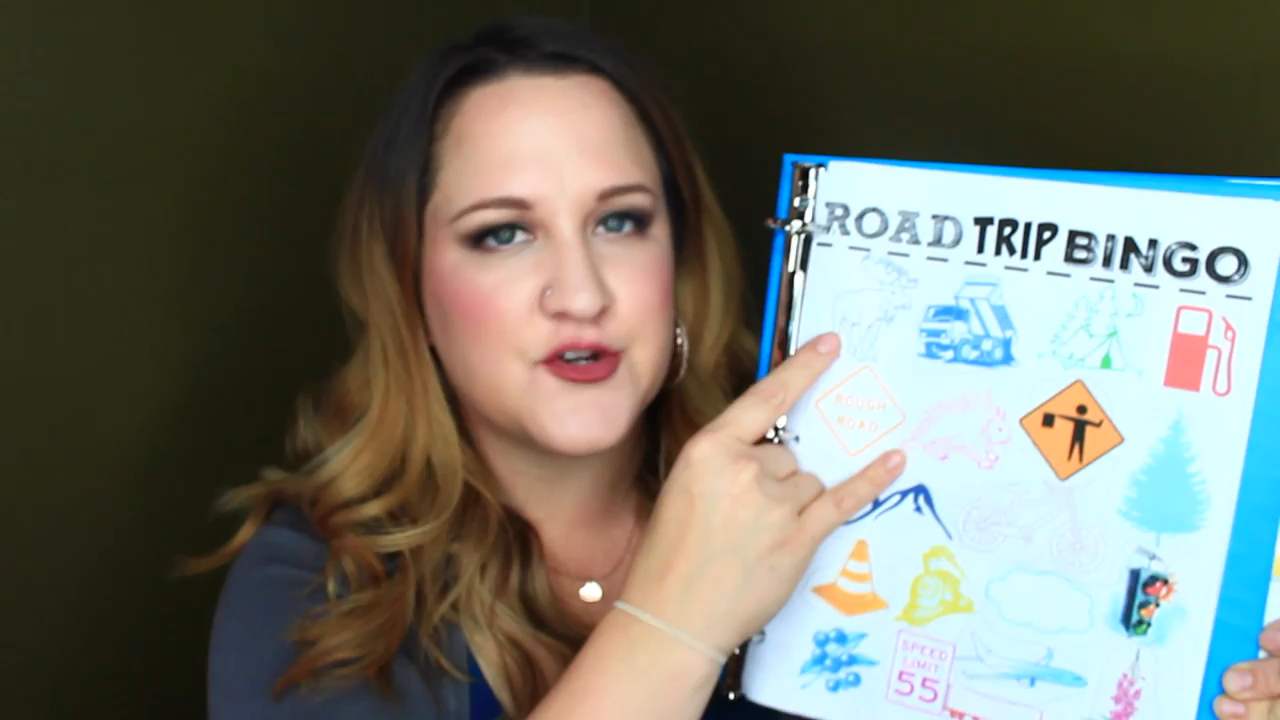 ROAD TRIP BINGO
ROUGH
ROAD
SPEED
LIMIT
55